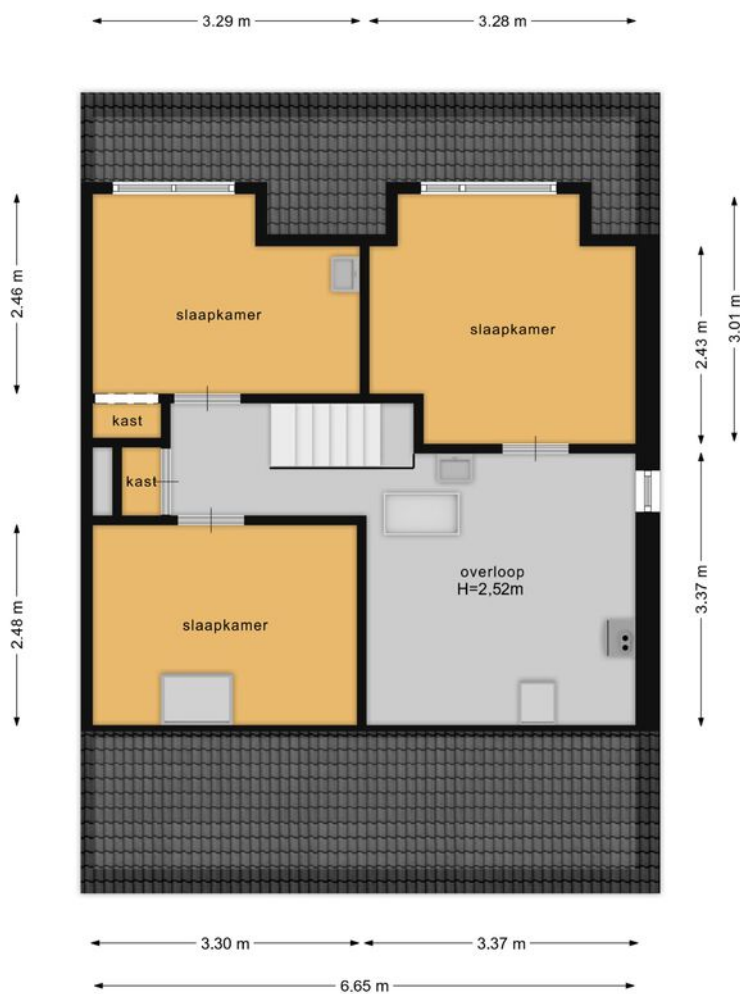 3.29 m
3.28 m
2.46 m
slaapkamer
slaapkamer
2.43 m
3.01 m
kast
kast
overloop
H=2,52m
3.37 m
2.48 m
slaapkamer
3.30 m
3.37 m
6.65 m